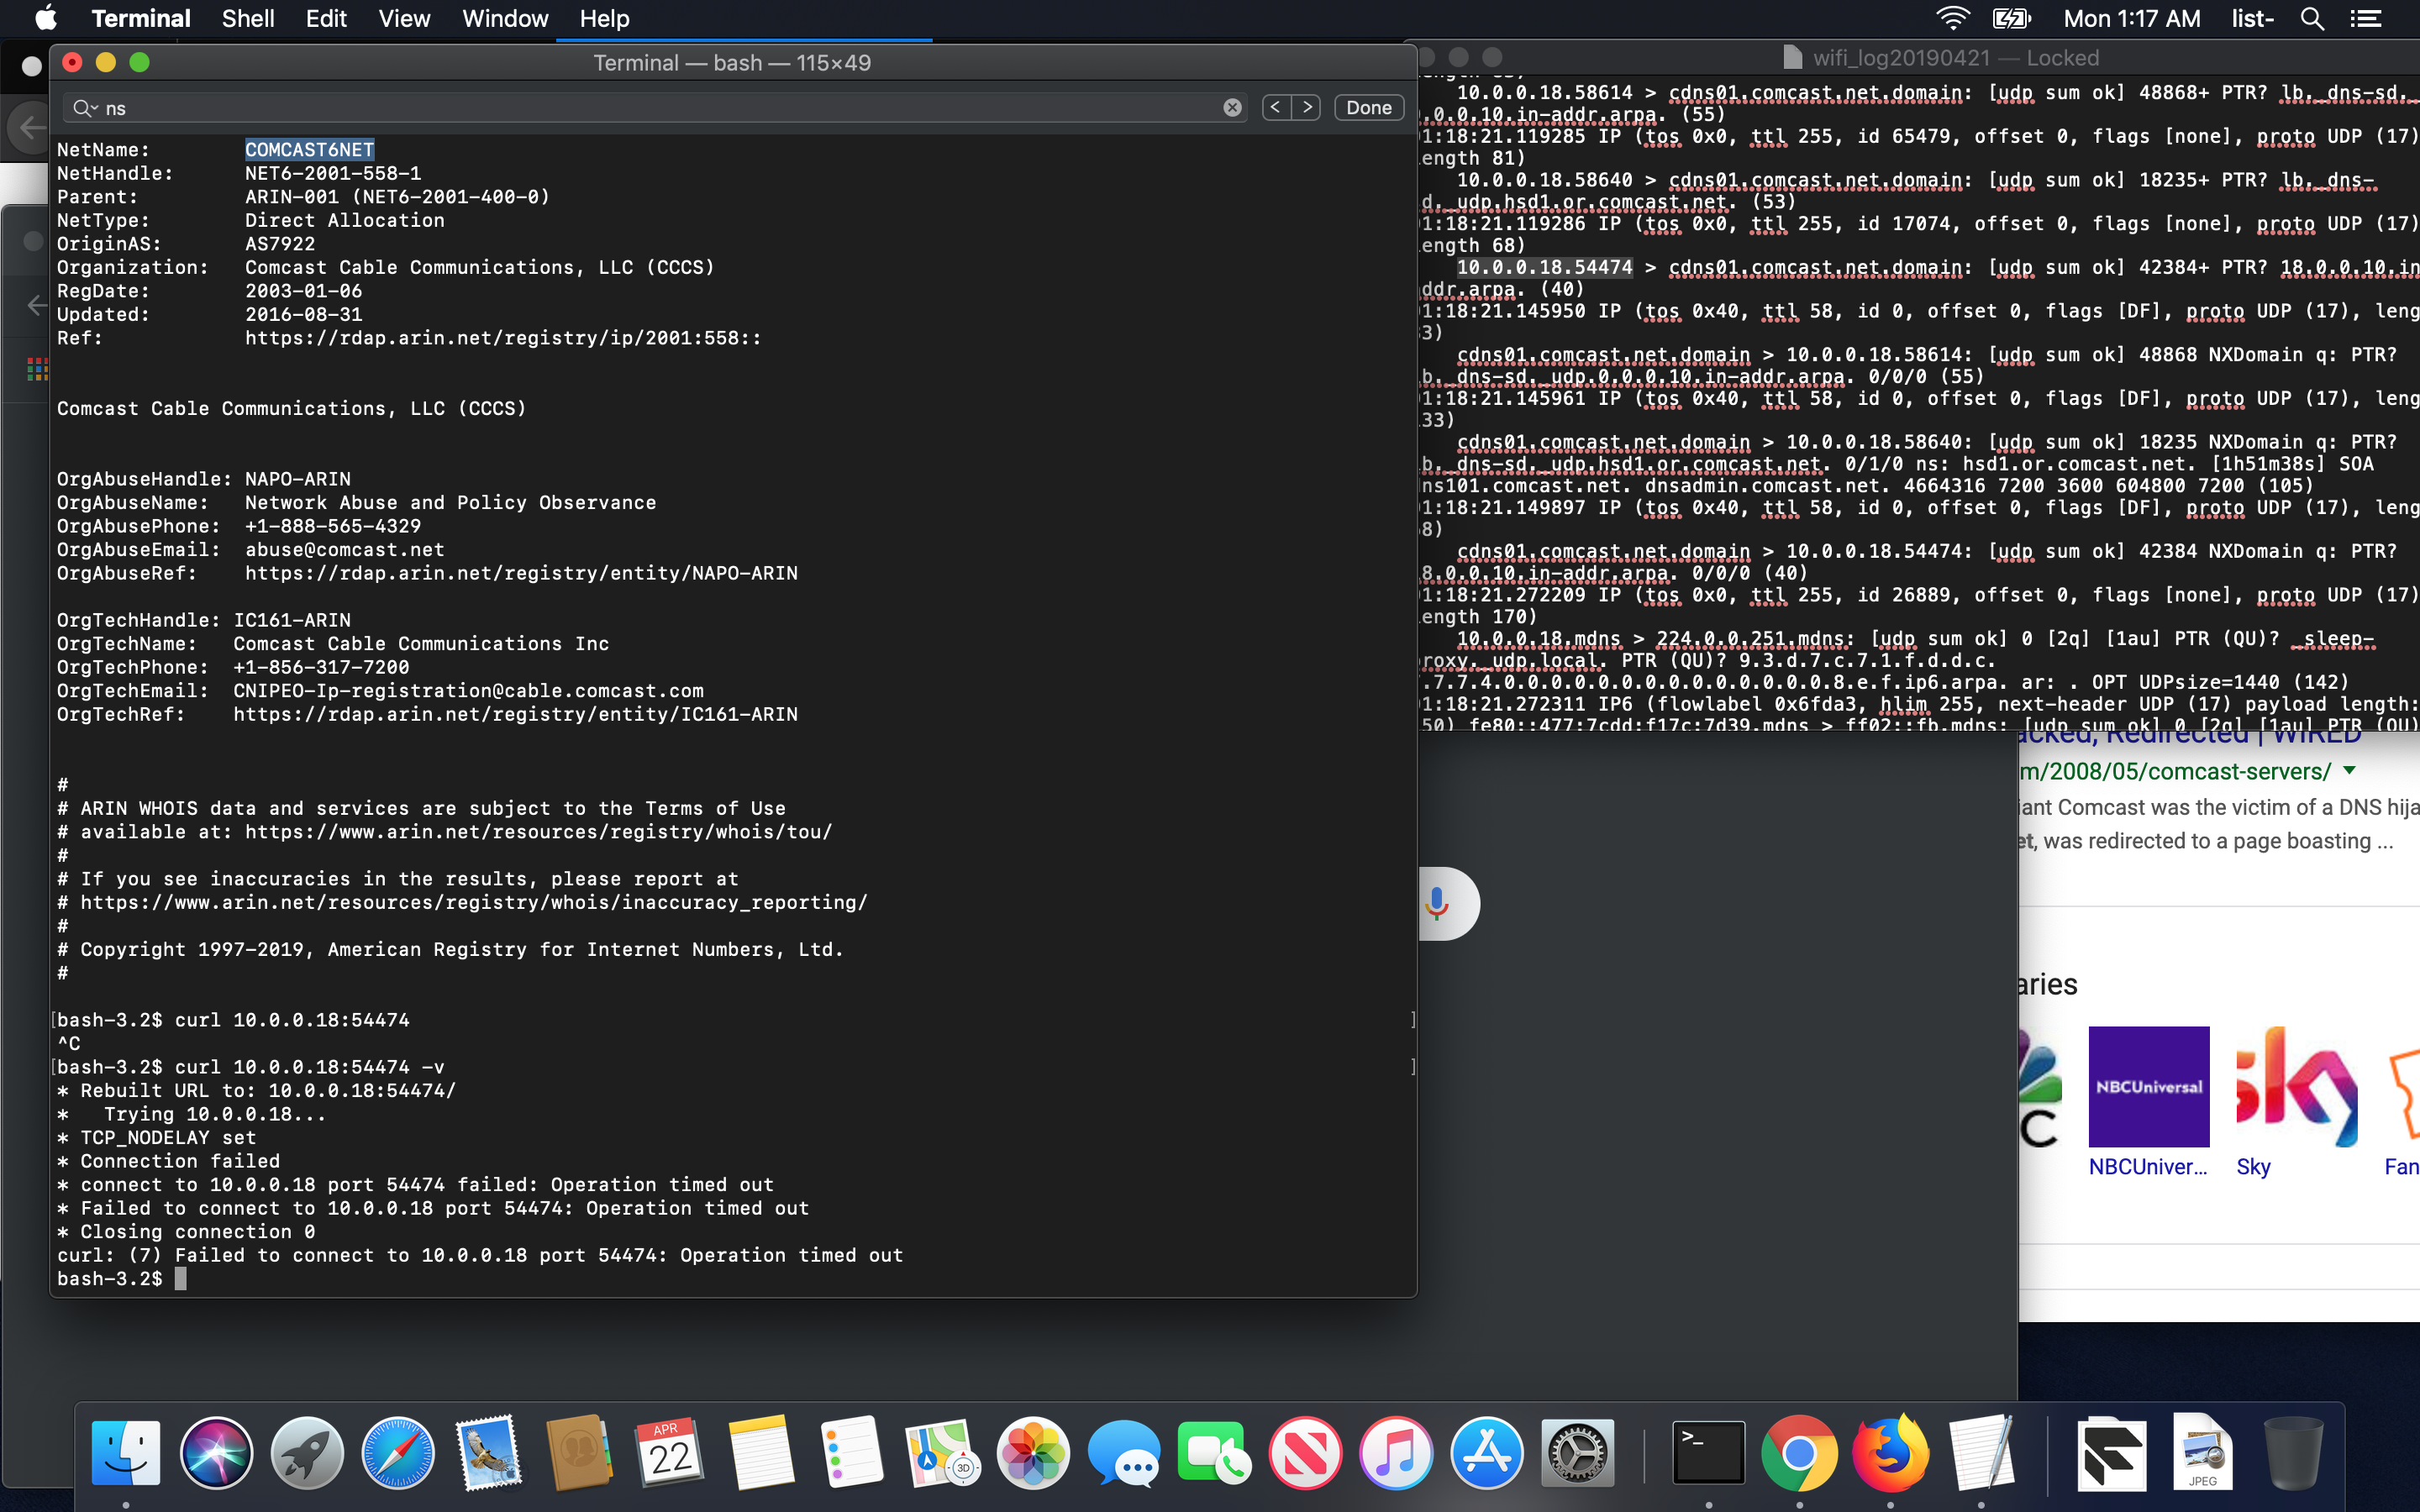 Terminal Shell Edit View Window Help
Mon 1:17 AM list-
Terminal — bash — 115×49
ns
Done
NetName: COMCAST6NET
NetHandle: NET6-2001-558-1
Parent: ARIN-001 (NET6-2001-400-0)
NetType: Direct Allocation
OriginAS: AS7922
Organization: Comcast Cable Communications, LLC (CCCS)
RegDate: 2003-01-06
Updated: 2016-08-31
Ref: https://rdap.arin.net/registry/ip/2001:558::
Comcast Cable Communications, LLC (CCCS)
OrgAbuseHandle: NAPO-ARIN
OrgAbuseName: Network Abuse and Policy Observance
OrgAbusePhone: +1-888-565-4329
OrgAbuseEmail: abuse@comcast.net
OrgAbuseRef: https://rdap.arin.net/registry/entity/NAPO-ARIN
OrgTechHandle: IC161-ARIN
OrgTechName: Comcast Cable Communications Inc
OrgTechPhone: +1-856-317-7200
OrgTechEmail: CNIPEO-Ip-registration@cable.comcast.com
OrgTechRef: https://rdap.arin.net/registry/entity/IC161-ARIN
#
# ARIN WHOIS data and services are subject to the Terms of Use
# available at: https://www.arin.net/resources/registry/whois/tou/
#
# If you see inaccuracies in the results, please report at
# https://www.arin.net/resources/registry/whois/inaccuracy_reporting/
#
# Copyright 1997-2019, American Registry for Internet Numbers, Ltd.
#
[bash-3.2$ curl 10.0.0.18:54474 ]
^C
[bash-3.2$ curl 10.0.0.18:54474 -v ]
* Rebuilt URL to: 10.0.0.18:54474/
* Trying 10.0.0.18...
* TCP_NODELAY set
* Connection failed
* connect to 10.0.0.18 port 54474 failed: Operation timed out
* Failed to connect to 10.0.0.18 port 54474: Operation timed out
* Closing connection 0
curl: (7) Failed to connect to 10.0.0.18 port 54474: Operation timed out
bash-3.2$
wifi_log20190421 — Locked
10.0.0.18.58614 > cdns01.comcast.net.domain: [udp sum ok] 48868+ PTR? lb._dns-sd._
.0.0.10.in-addr.arpa. (55)
1:18:21.119285 IP (tos 0x0, ttl 255, id 65479, offset 0, flags [none], proto UDP (17)
ength 81)
10.0.0.18.58640 > cdns01.comcast.net.domain: [udp sum ok] 18235+ PTR? lb._dns-
d._udp.hsd1.or.comcast.net. (53)
1:18:21.119286 IP (tos 0x0, ttl 255, id 17074, offset 0, flags [none], proto UDP (17)
ength 68)
10.0.0.18.54474 > cdns01.comcast.net.domain: [udp sum ok] 42384+ PTR? 18.0.0.10.in
ddr.arpa. (40)
1:18:21.145950 IP (tos 0x40, ttl 58, id 0, offset 0, flags [DF], proto UDP (17), leng
3)
cdns01.comcast.net.domain > 10.0.0.18.58614: [udp sum ok] 48868 NXDomain q: PTR?
b._dns-sd._udp.0.0.0.10.in-addr.arpa. 0/0/0 (55)
1:18:21.145961 IP (tos 0x40, ttl 58, id 0, offset 0, flags [DF], proto UDP (17), leng
33)
cdns01.comcast.net.domain > 10.0.0.18.58640: [udp sum ok] 18235 NXDomain q: PTR?
b._dns-sd._udp.hsd1.or.comcast.net. 0/1/0 ns: hsd1.or.comcast.net. [1h51m38s] SOA
ns101.comcast.net. dnsadmin.comcast.net. 4664316 7200 3600 604800 7200 (105)
1:18:21.149897 IP (tos 0x40, ttl 58, id 0, offset 0, flags [DF], proto UDP (17), leng
8)
cdns01.comcast.net.domain > 10.0.0.18.54474: [udp sum ok] 42384 NXDomain q: PTR?
8.0.0.10.in-addr.arpa. 0/0/0 (40)
1:18:21.272209 IP (tos 0x0, ttl 255, id 26889, offset 0, flags [none], proto UDP (17)
ength 170)
10.0.0.18.mdns > 224.0.0.251.mdns: [udp sum ok] 0 [2q] [1au] PTR (QU)? _sleep-
roxy._udp.local. PTR (QU)? 9.3.d.7.c.7.1.f.d.d.c.
.7.7.4.0.0.0.0.0.0.0.0.0.0.0.0.0.0.8.e.f.ip6.arpa. ar: . OPT UDPsize=1440 (142)
1:18:21.272311 IP6 (flowlabel 0x6fda3, hlim 255, next-header UDP (17) payload length:
50) fe80::477:7cdd:f17c:7d39.mdns > ff02::fb.mdns: [udp sum ok] 0 [2q] [1au] PTR (QU)
acked, Redirected | WIRED
m/2008/05/comcast-servers/
iant Comcast was the victim of a DNS hija
et, was redirected to a page boasting ...
aries
C
NBCUniversal
sky
NBCUniver...
Sky
Fan
APR
22
3D
>_
JPEG